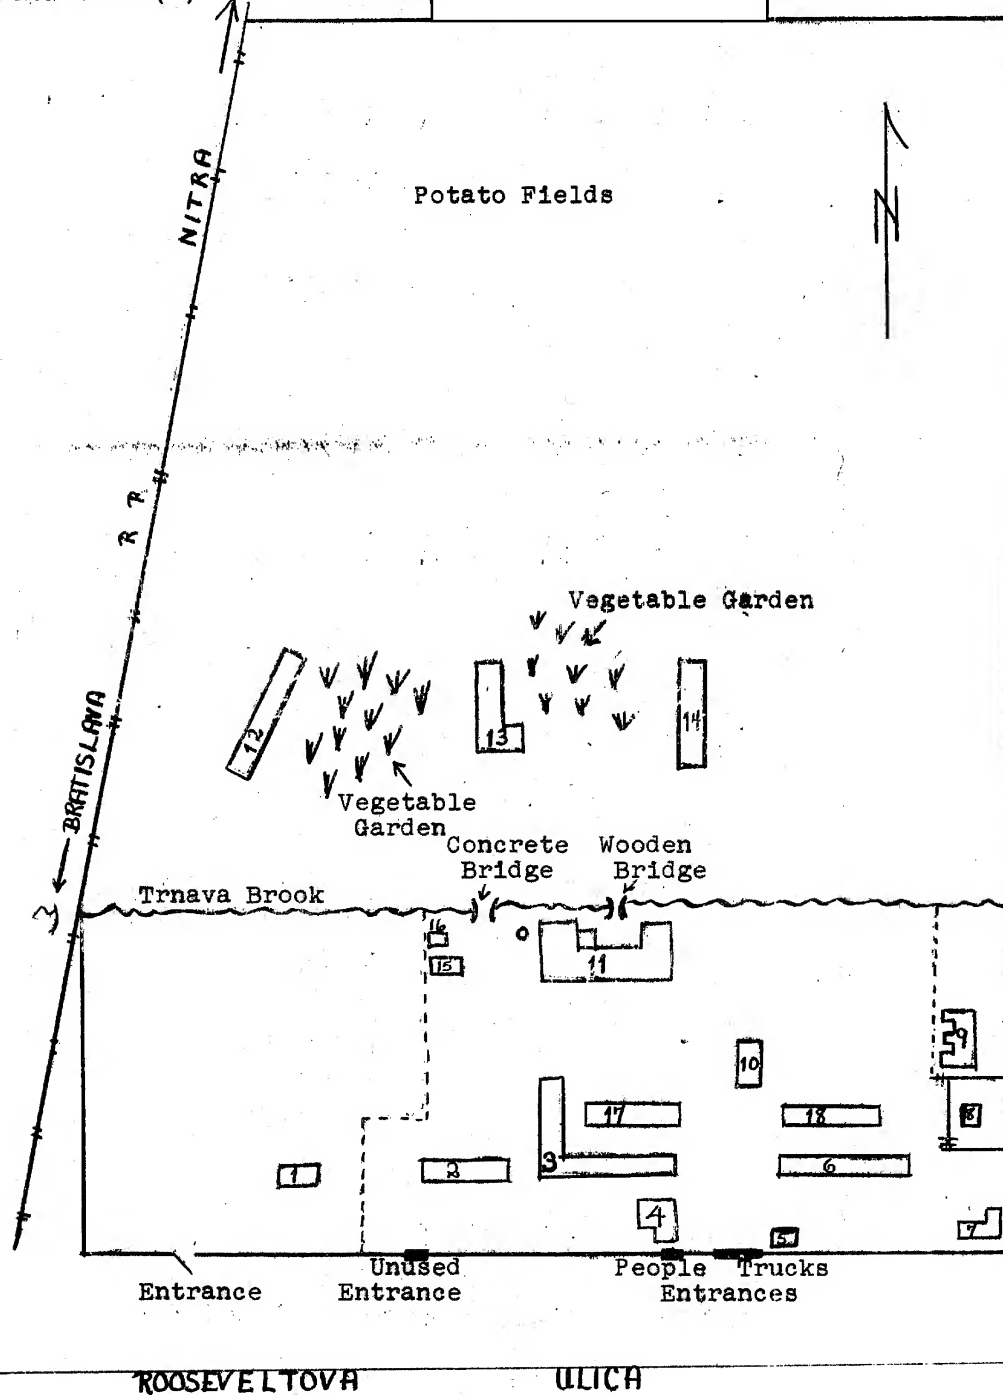 NITRA
Potato Fields
N
R R
Vegetable Garden
12
13
14
BRATISLAVA
Vegetable
Garden
Concrete
Bridge
Wooden
Bridge
Trnava Brook
16
15
11
9
10
17
18
8
1
2
3
6
4
5
7
Unused
Entrance
People Trucks
Entrances
Entrance
ROOSEVELTOVA ULICA